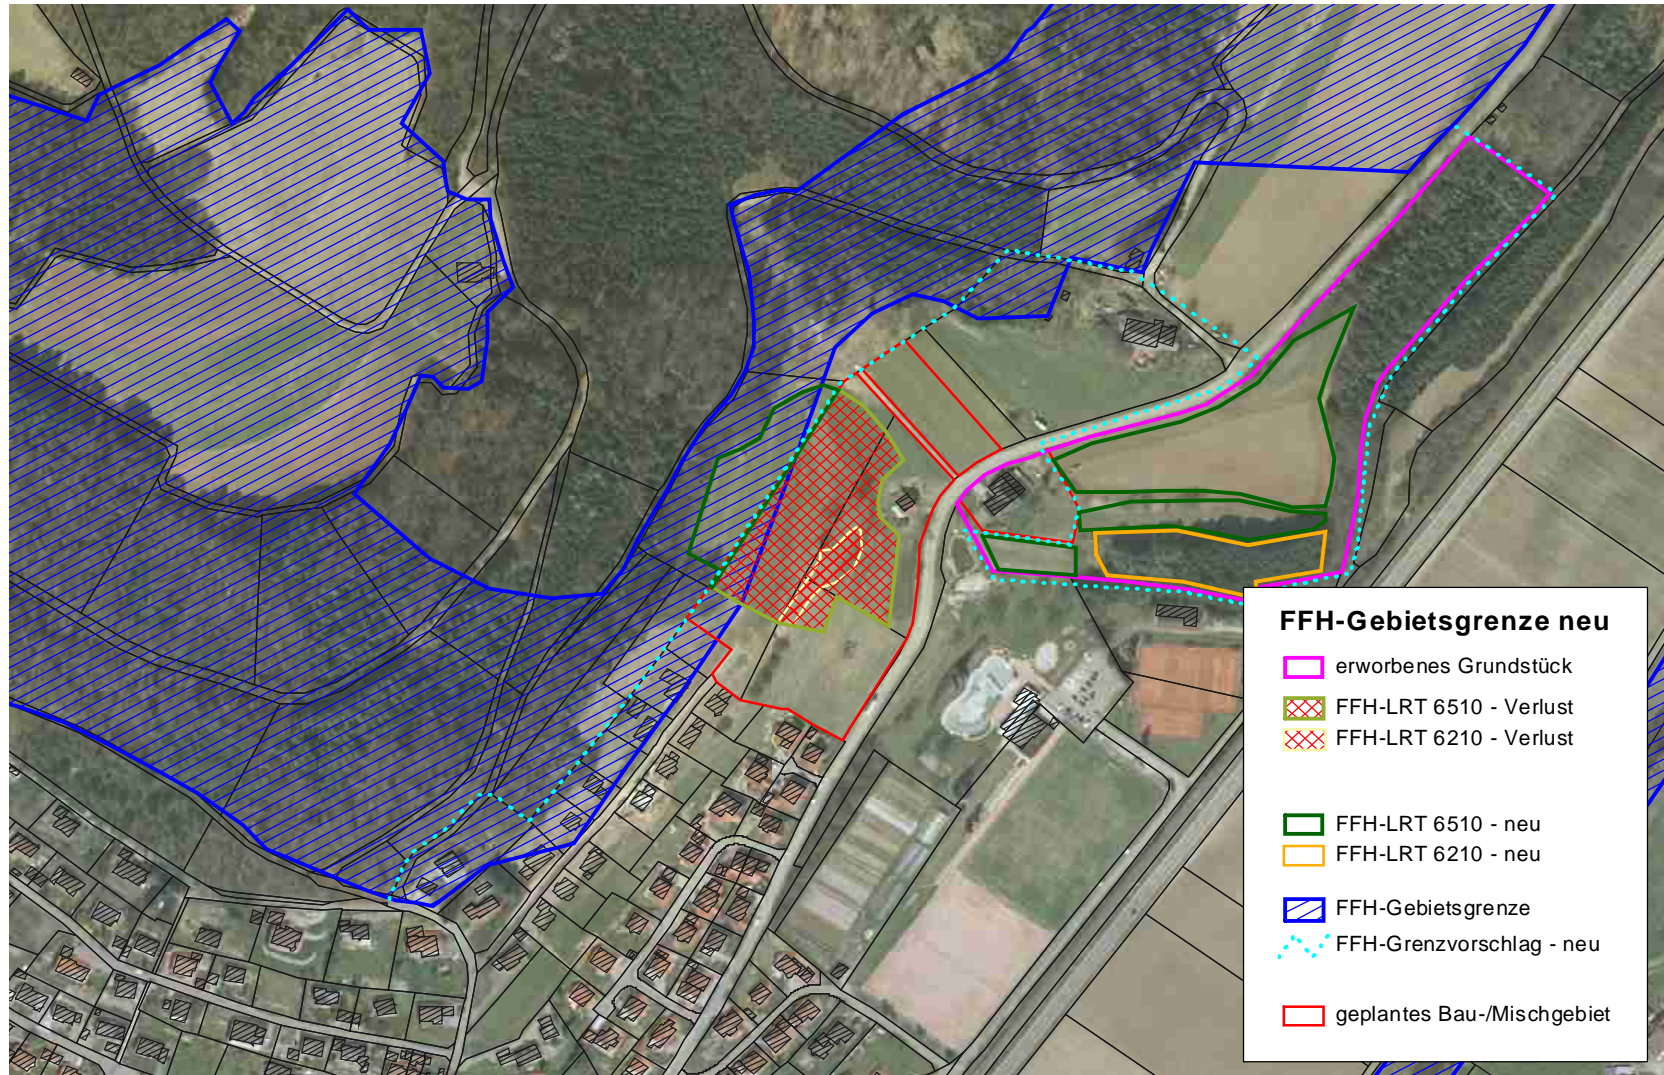 FFH-Gebietsgrenze neu
erworbenes Grundstück
FFH-LRT 6510 - Verlust
FFH-LRT 6210 - Verlust
FFH-LRT 6510 - neu
FFH-LRT 6210 - neu
FFH-Gebietsgrenze
FFH-Grenzvorschlag - neu
geplantes Bau-/Mischgebiet